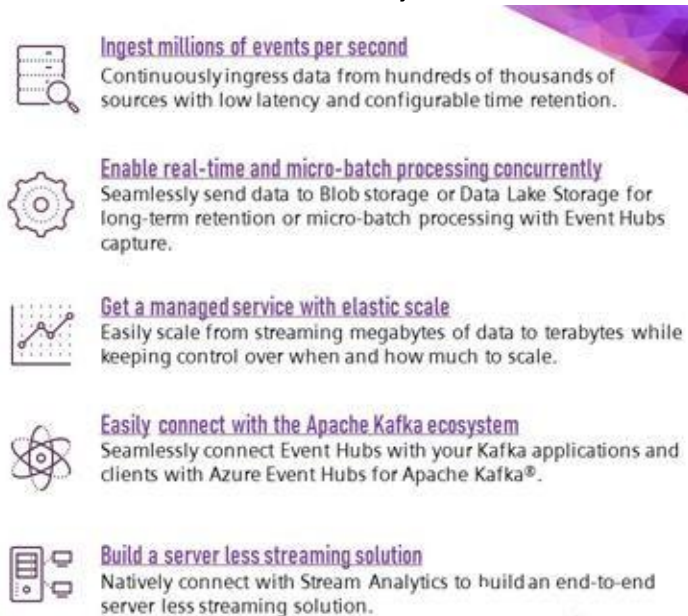 Ingest millions of events per second
Continuously ingress data from hundreds of thousands of
sources with low latency and configurable time retention.
Enable real-time and micro-batch processing concurrently
Seamlessly send data to Blob storage or Data Lake Storage for
long-term retention or micro-batch processing with Event Hubs
capture.
Get a managed service with elastic scale
Easily scale from streaming megabytes of data to terabytes while
keeping control over when and how much to scale.
Easily connect with the Apache Kafka ecosystem
Seamlessly connect Event Hubs with your Kafka applications and
clients with Azure Event Hubs for Apache Kafka®.
Build a server less streaming solution
Natively connect with Stream Analytics to build an end-to-end
server less streaming solution.